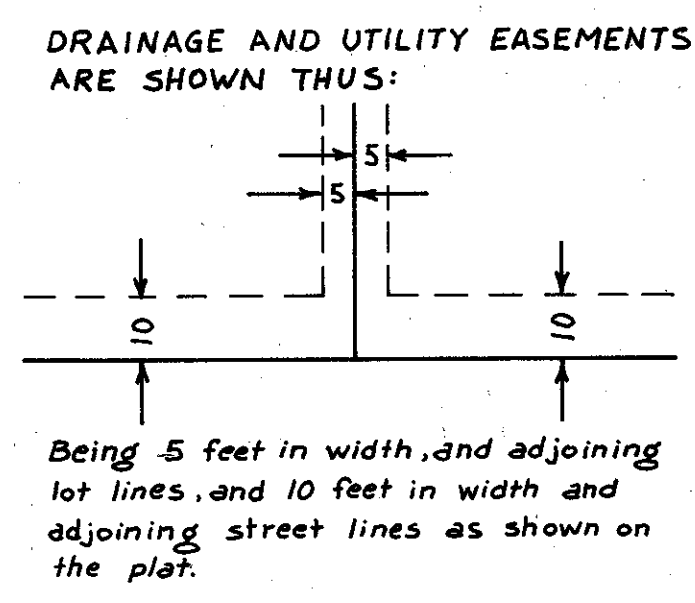 DRAINAGE AND UTILITY EASEMENTS
ARE SHOWN THUS:
5
5
10
10
Being 5 feet in width, and adjoining
lot lines, and 10 feet in width and
adjoining street lines as shown on
the plat.